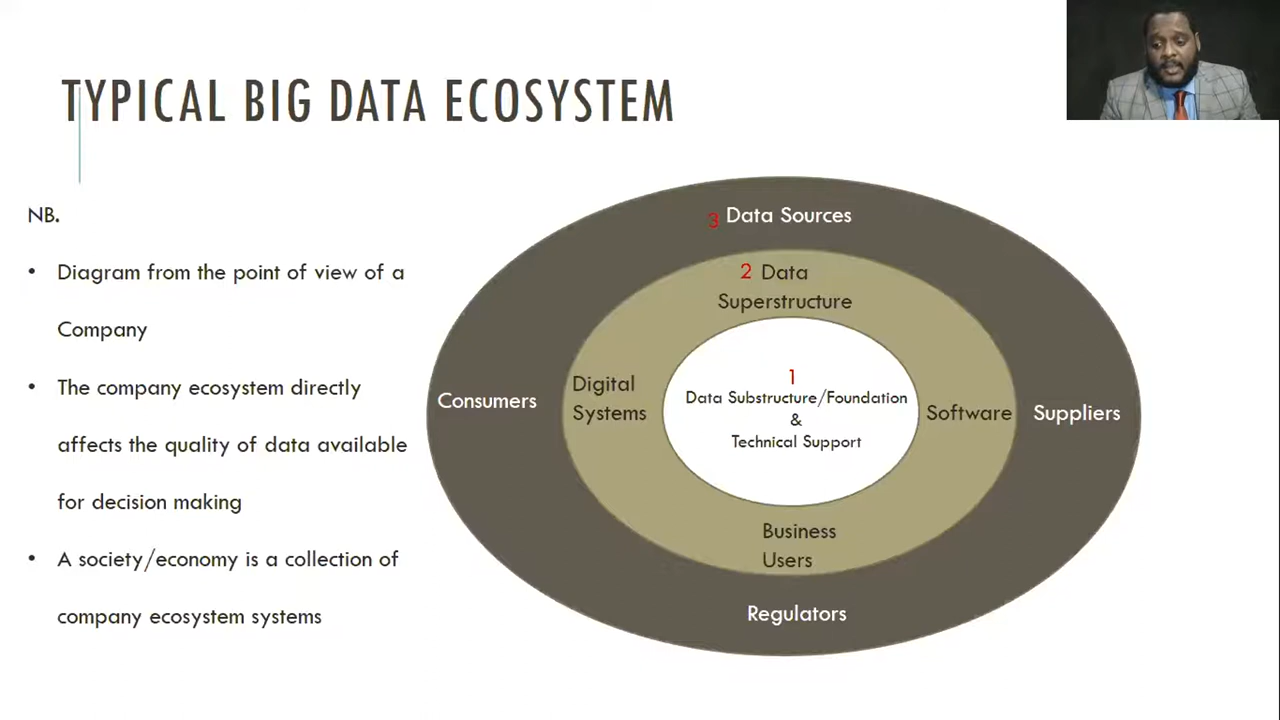 TYPICAL BIG DATA ECOSYSTEM
NB.
• Diagram from the point of view of a
Company
• The company ecosystem directly
affects the quality of data available
for decision making
• A society/economy is a collection of
company ecosystem systems
3 Data Sources
2 Data
Superstructure
1
Data Substructure/Foundation
&
Technical Support
Consumers
Digital
Systems
Software
Suppliers
Business
Users
Regulators